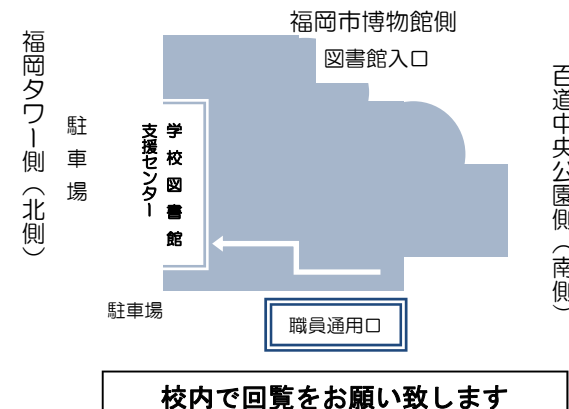 福岡市博物館側
図書館入口
福岡タワー側（北側）
駐車場
学校図書館
支援センター
百道中央公園側（南側）
駐車場
職員通用口
校内で回覧をお願い致します